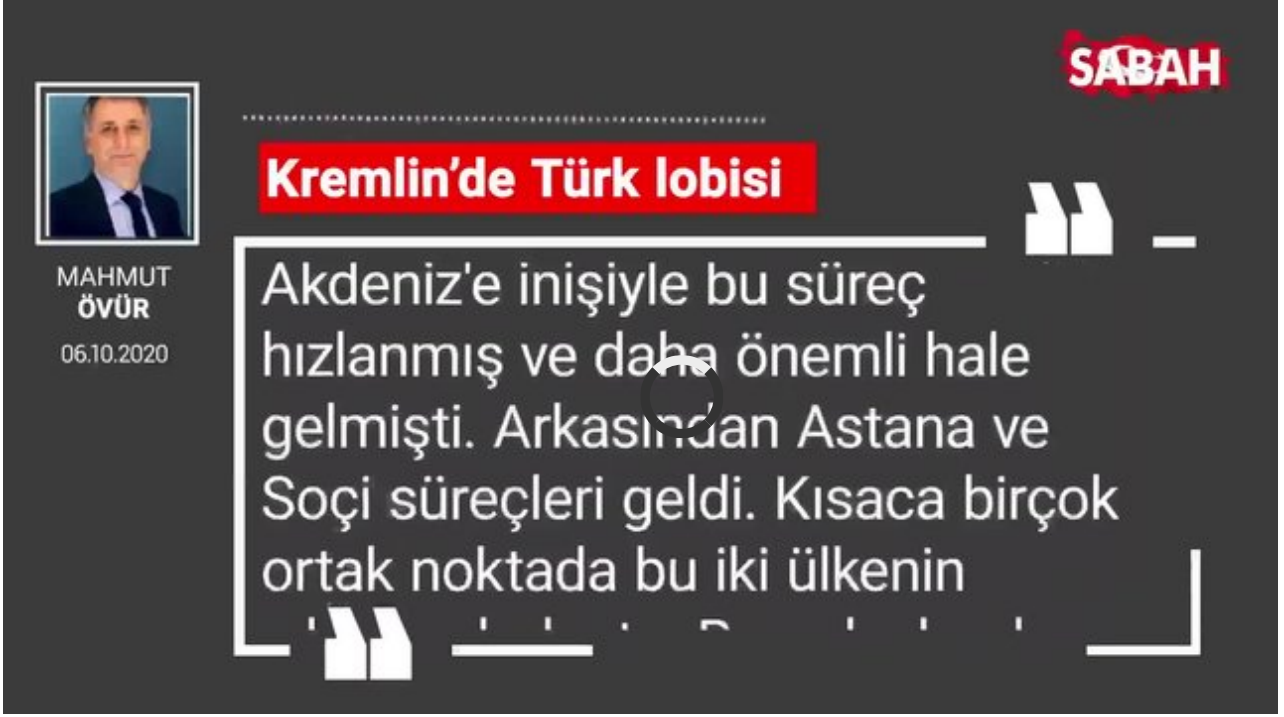 SABAH
Kremlin’de Türk lobisi
MAHMUT
ÖVÜR
06.10.2020
Akdeniz'e inişiyle bu süreç
hızlanmış ve daha önemli hale
gelmişti. Arkasından Astana ve
Soçi süreçleri geldi. Kısaca birçok
ortak noktada bu iki ülkenin